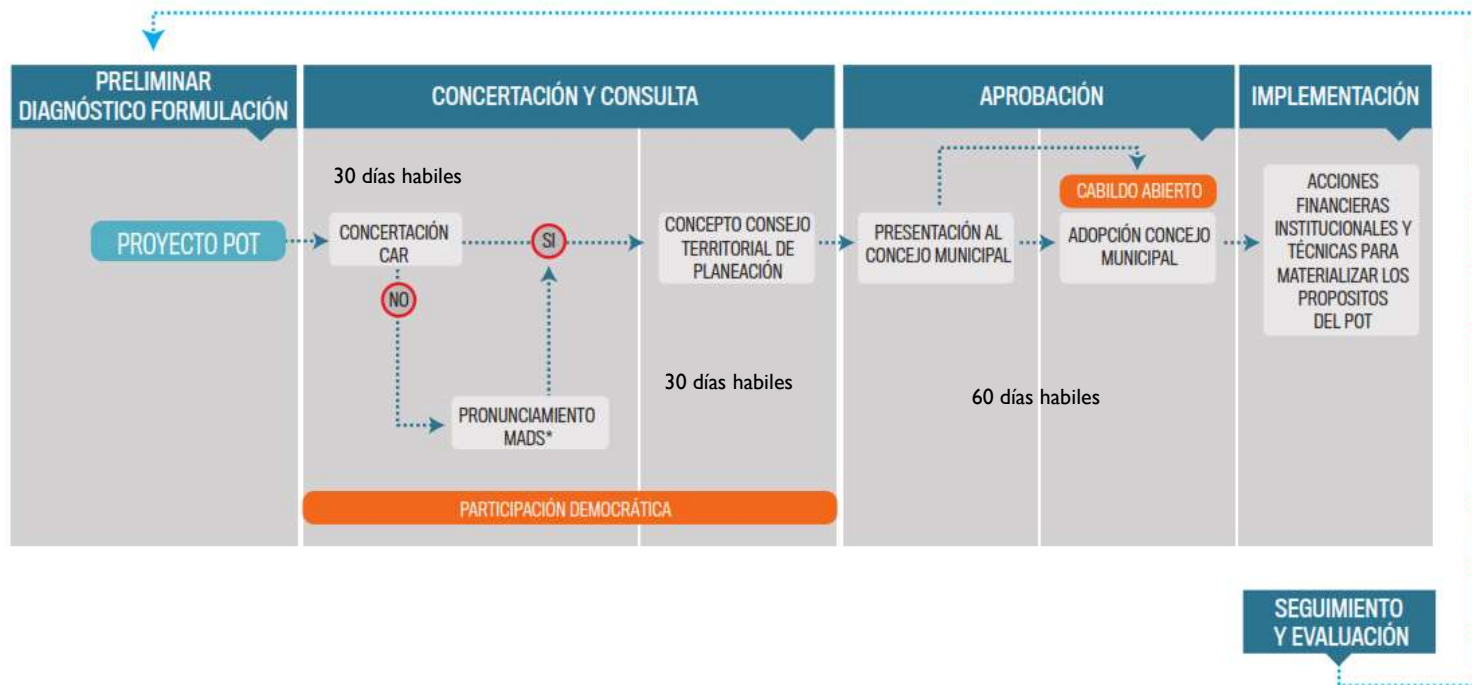 PRELIMINAR
DIAGNÓSTICO FORMULACIÓN
CONCERTACIÓN Y CONSULTA
APROBACIÓN
IMPLEMENTACIÓN
PROYECTO POT
30 días habiles
CONCERTACIÓN
CAR
NO
SI
PRONUNCIAMIENTO
MADS*
CONCEPTO CONSEJO
TERRITORIAL DE
PLANEACIÓN
30 días habiles
PARTICIPACIÓN DEMOCRÁTICA
PRESENTACIÓN AL
CONCEJO MUNICIPAL
CABILDO ABIERTO
ADOPCIÓN CONCEJO
MUNICIPAL
60 días habiles
ACCIONES
FINANCIERAS
INSTITUCIONALES Y
TÉCNICAS PARA
MATERIALIZAR LOS
PROPOSITOS
DEL POT
SEGUIMIENTO
Y EVALUACIÓN